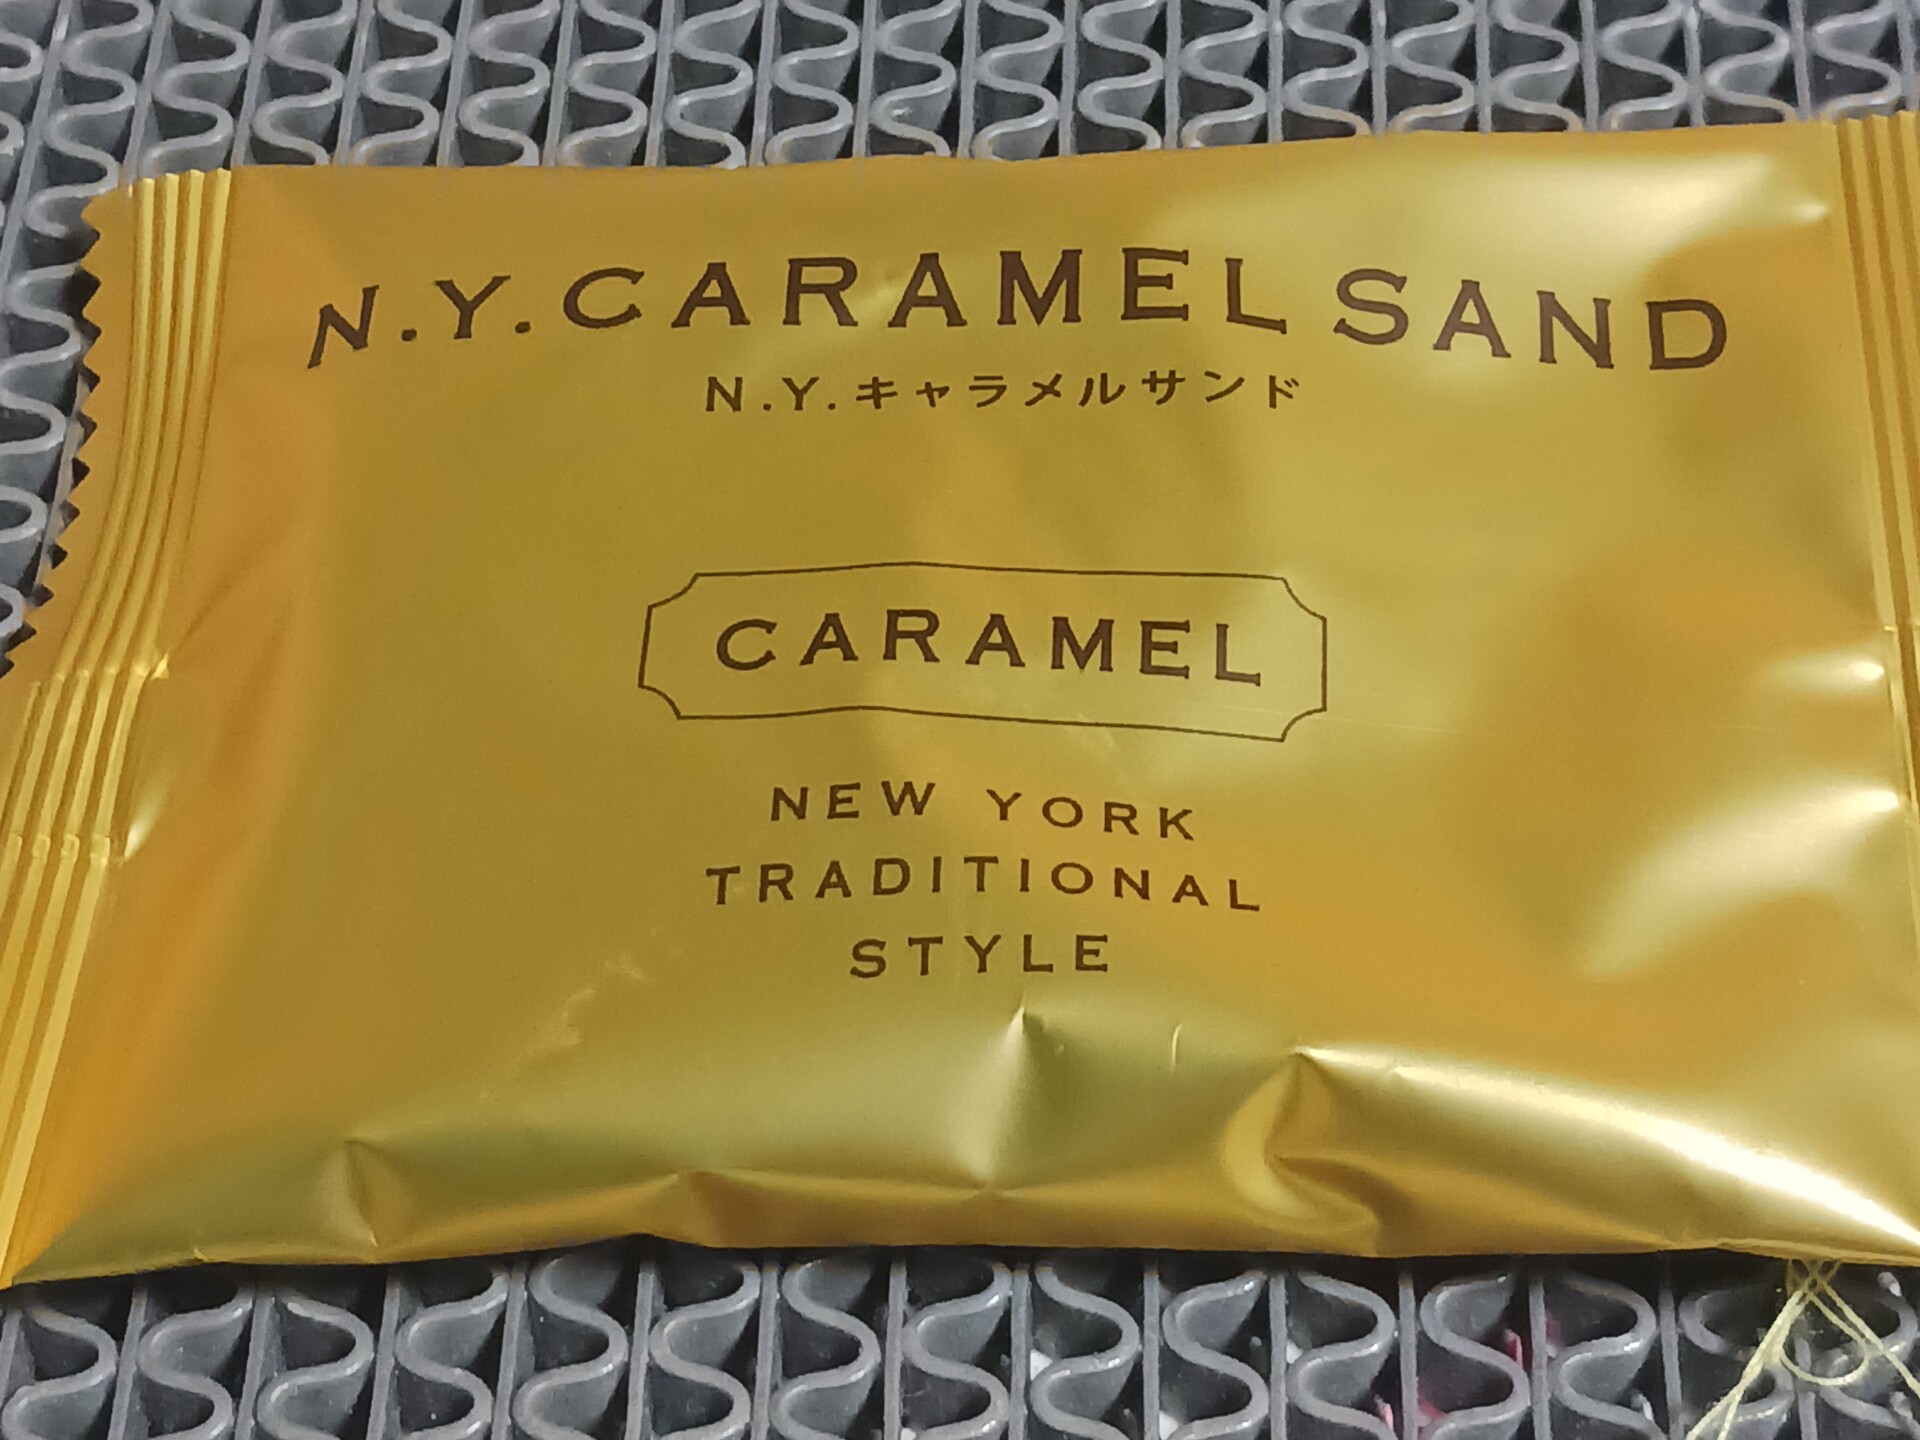 N.Y. CARAMEL SAND
N.Y.キャラメルサンド
CARAMEL
NEW YORK
TRADITIONAL
STYLE